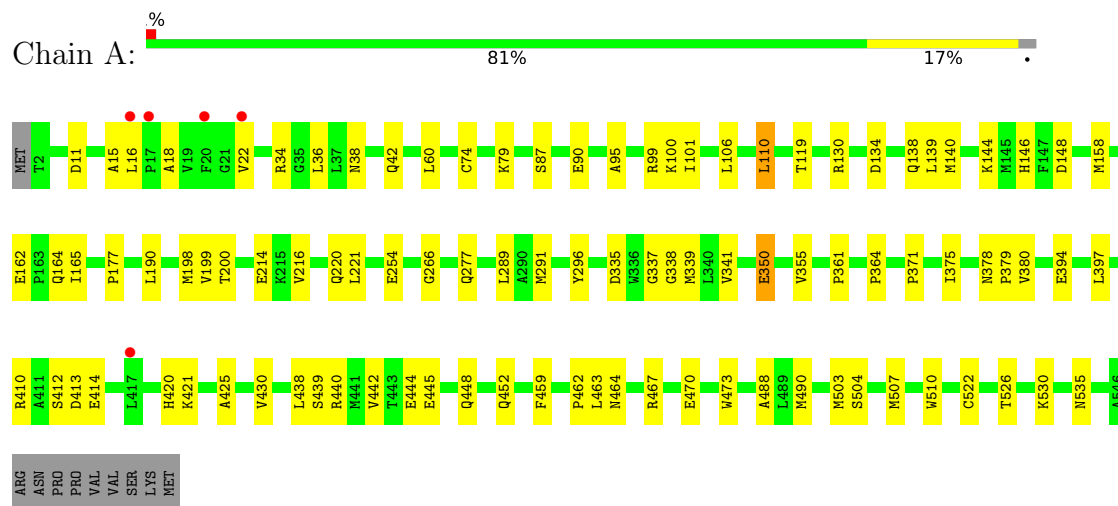 %
Chain A:
81%
17%
.
MET T2 D11 A15 L16 P17 A18 V19 F20 G21 V22 R34 G35 L36 L37 N38 Q42 L60 C74 K79 S87 E90 A95 R99 K100 I101 L106 L110 T119 R130 D134 Q138 L139 M140 K144 M145 H146 F147 D148 M158
E162 P163 Q164 I165 P177 L190 M198 V199 T200 E214 K215 V216 Q220 L221 E254 G266 Q277 L289 A290 M291 Y296 D335 W336 G337 G338 M339 L340 V341 E350 V355 P361 P364 P371 I375 N378 P379 V380 E394 L397
R410 A411 S412 D413 E414 L417 H420 K421 A425 V430 L438 S439 R440 M441 V442 T443 E444 E445 Q448 Q452 F459 P462 L463 N464 R467 E470 W473 A488 L489 M490 M503 S504 M507 W510 C522 T526 K530 N535 A546
ARG ASN PRO PRO VAL VAL SER LYS MET